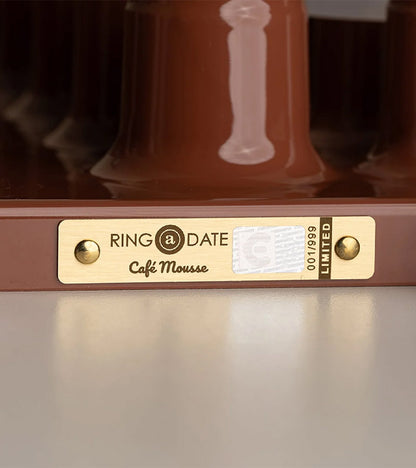 RING a DATE
Café Mousse
001/999
LIMITED